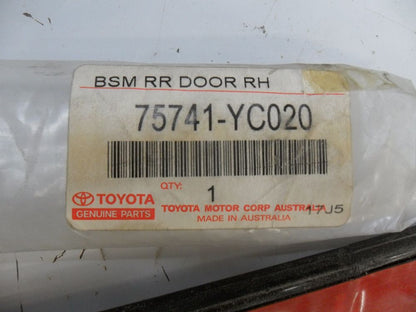 BSM RR DOOR RH
75741-YC020
QTY: 1
TOYOTA
GENUINE PARTS
TOYOTA MOTOR CORP AUSTRALIA
MADE IN AUSTRALIA